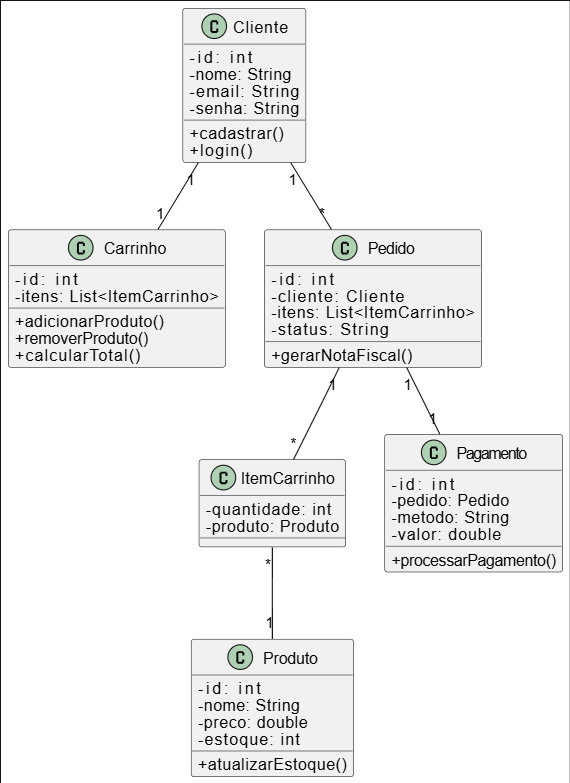 C Cliente
-id: int
-nome: String
-email: String
-senha: String
+cadastrar()
+login()
1 1
1 *
C Carrinho
-id: int
-itens: List<ItemCarrinho>
+adicionarProduto()
+removerProduto()
+calcularTotal()
C Pedido
-id: int
-cliente: Cliente
-itens: List<ItemCarrinho>
-status: String
+gerarNotaFiscal()
1 1
* 1
C ItemCarrinho
-quantidade: int
-produto: Produto
C Pagamento
-id: int
-pedido: Pedido
-metodo: String
-valor: double
+processarPagamento()
*
1
C Produto
-id: int
-nome: String
-preco: double
-estoque: int
+atualizarEstoque()